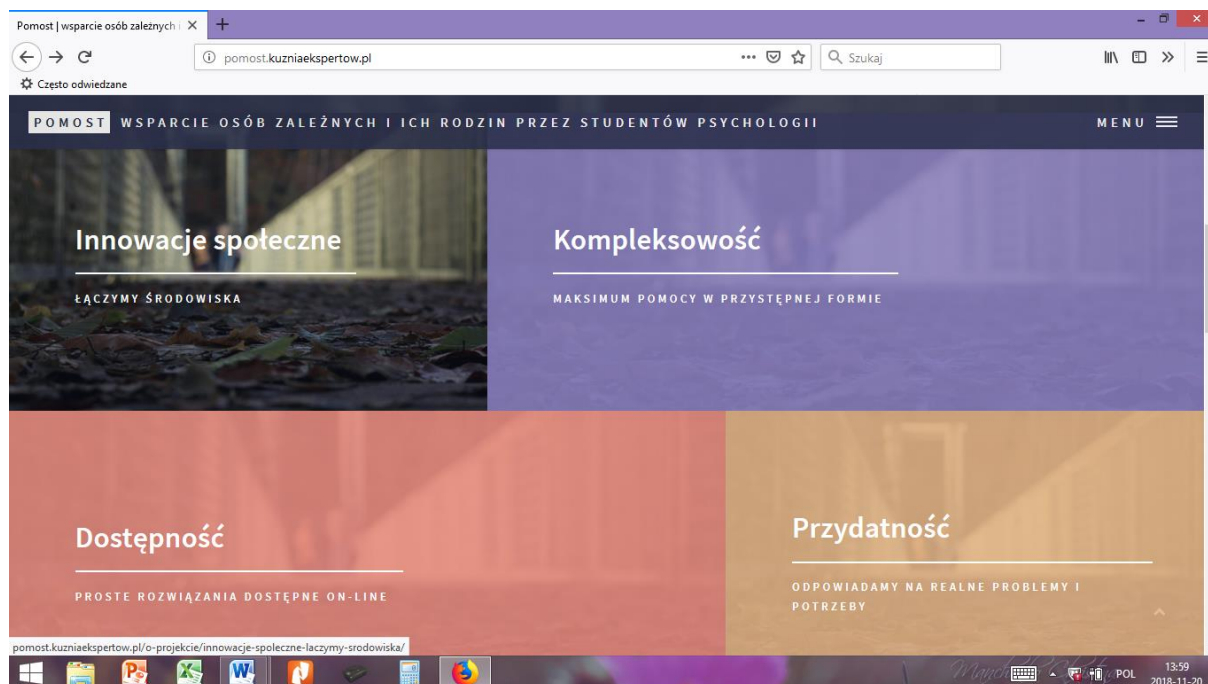 Pomost | wsparcie osób zależnych i
pomost.kuzniaekspertow.pl
Szukaj
Często odwiedzane
POMOST WSPARCIE OSÓB ZALEŻNYCH I ICH RODZIN PRZEZ STUDENTÓW PSYCHOLOGII
MENU
Innowacje społeczne
ŁĄCZYMY ŚRODOWISKA
Kompleksowość
MAKSIMUM POMOCY W PRZYSTĘPNEJ FORMIE
Dostępność
PROSTE ROZWIĄZANIA DOSTĘPNE ON-LINE
Przydatność
ODPOWIADAMY NA REALNE PROBLEMY I
POTRZEBY
pomost.kuzniaekspertow.pl/o-projekcie/innowacje-spoleczne-laczymy-srodowiska/
POL
13:59
2018-11-20